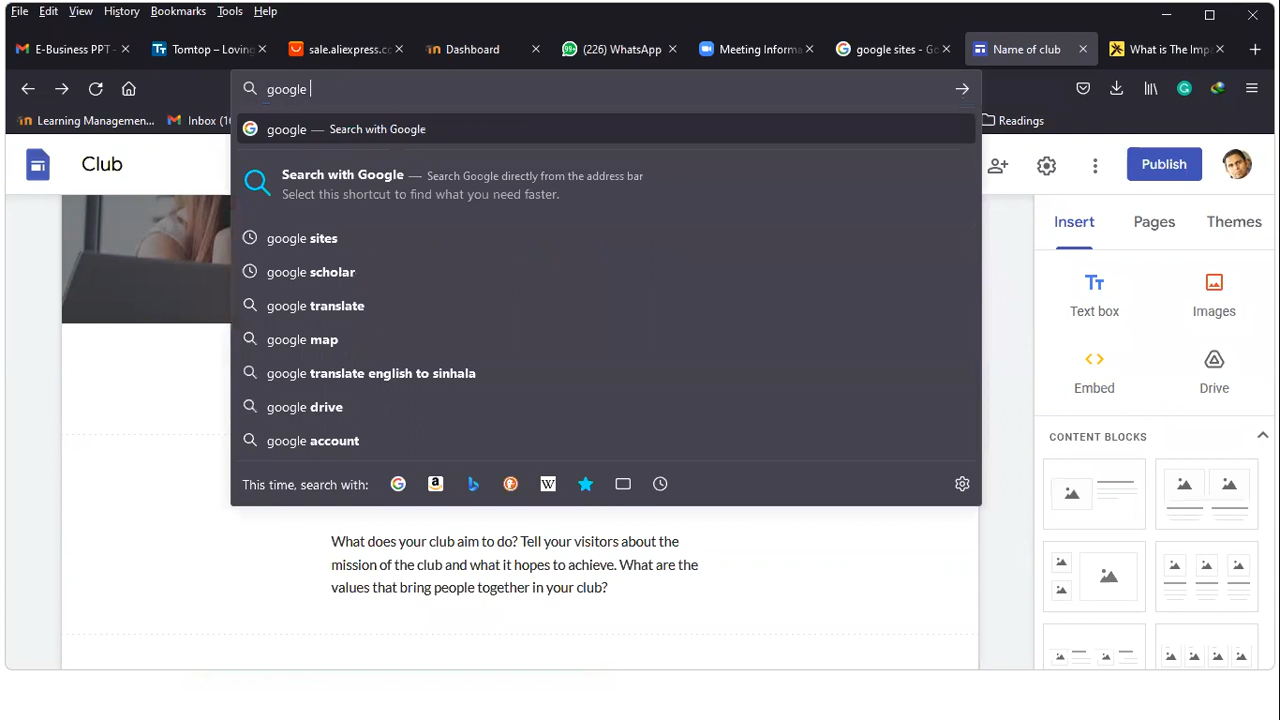 File Edit View History Bookmarks Tools Help
E-Business PPT - Tomtop – Lovin sale.aliexpress.c Dashboard 99+ (226) WhatsApp Meeting Informa google sites - Go Name of club What is The Imp
google
Learning Managemen... Inbox (1 Readings
google — Search with Google
Club
Publish
Search with Google — Search Google directly from the address bar
Select this shortcut to find what you need faster.
Insert Pages Themes
google sites
google scholar
google translate
Text box Images
google map
google translate english to sinhala
Embed Drive
google drive
google account
CONTENT BLOCKS
This time, search with:
What does your club aim to do? Tell your visitors about the
mission of the club and what it hopes to achieve. What are the
values that bring people together in your club?